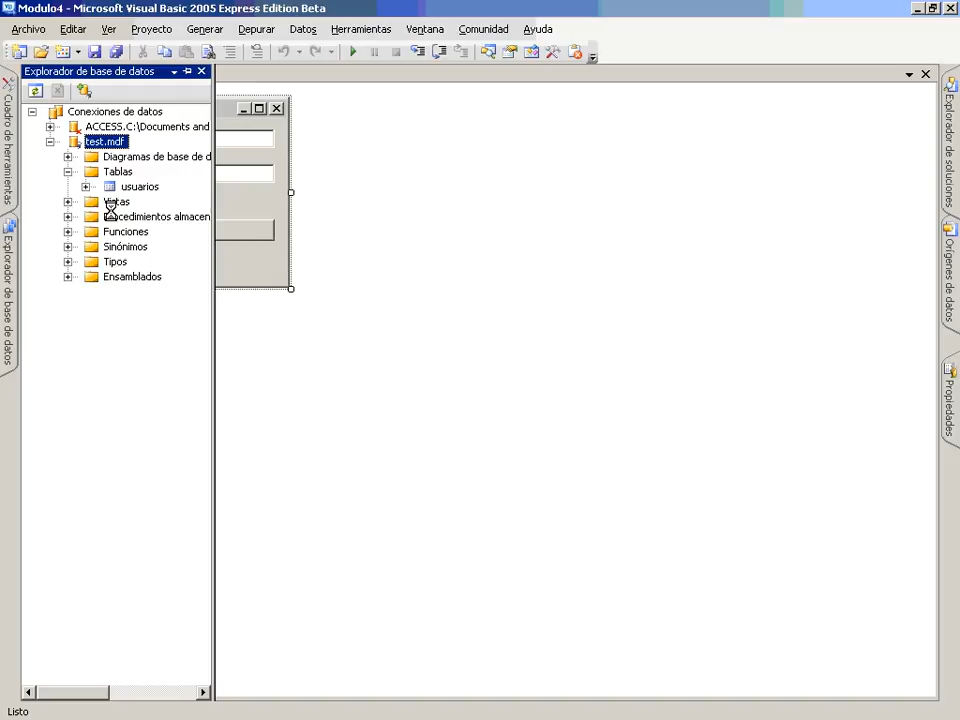 Modulo4 - Microsoft Visual Basic 2005 Express Edition Beta
Archivo Editar Ver Proyecto Generar Depurar Datos Herramientas Ventana Comunidad Ayuda
Explorador de base de datos
Conexiones de datos
ACCESS.C:\Documents and
test.mdf
Diagramas de base de d
Tablas
usuarios
Vistas
Procedimientos almacen
Funciones
Sinónimos
Tipos
Ensamblados
Cuadro de herramientas
Explorador de base de datos
Explorador de soluciones
Orígenes de datos
Propiedades
Listo